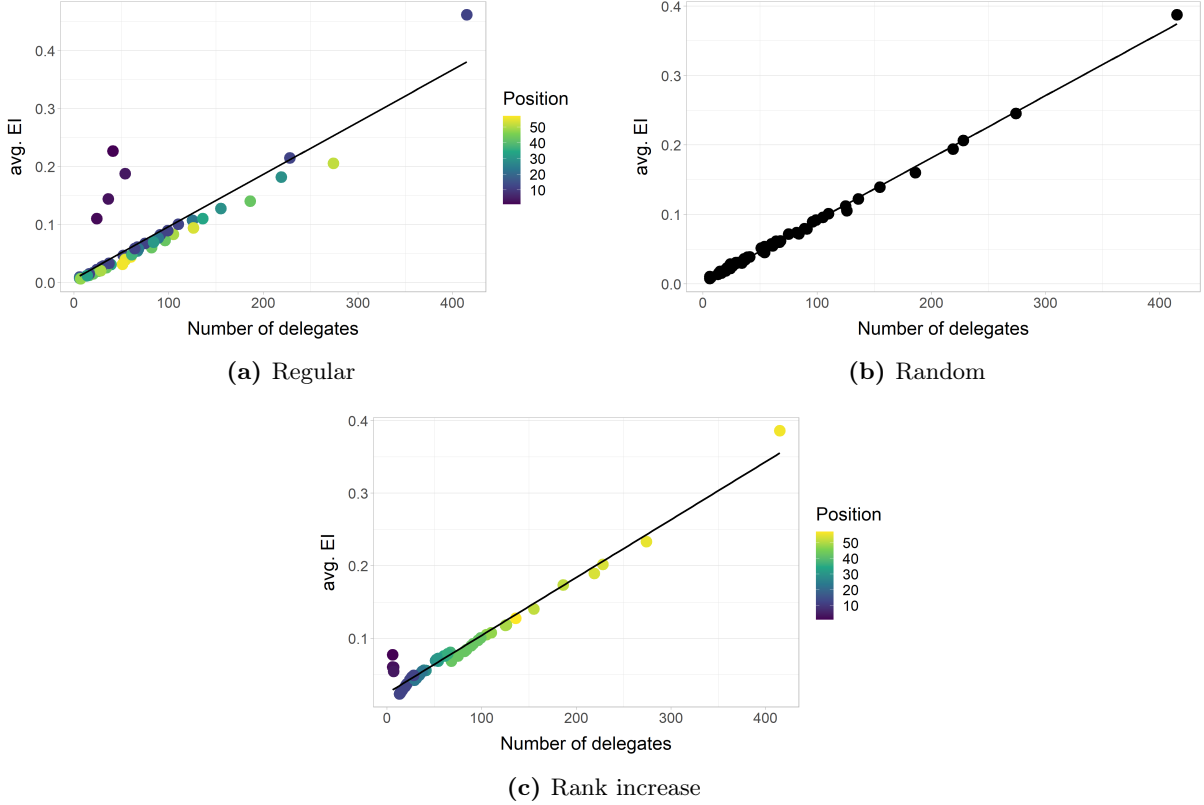 0.4
0.3
0.2
0.1
0.0
avg. EI
0 100 200 300 400
Number of delegates
Position
50
40
30
20
10
(a) Regular
0.4
0.3
0.2
0.1
0.0
avg. EI
0 100 200 300 400
Number of delegates
(b) Random
0.4
0.3
0.2
0.1
avg. EI
0 100 200 300 400
Number of delegates
Position
50
40
30
20
10
(c) Rank increase